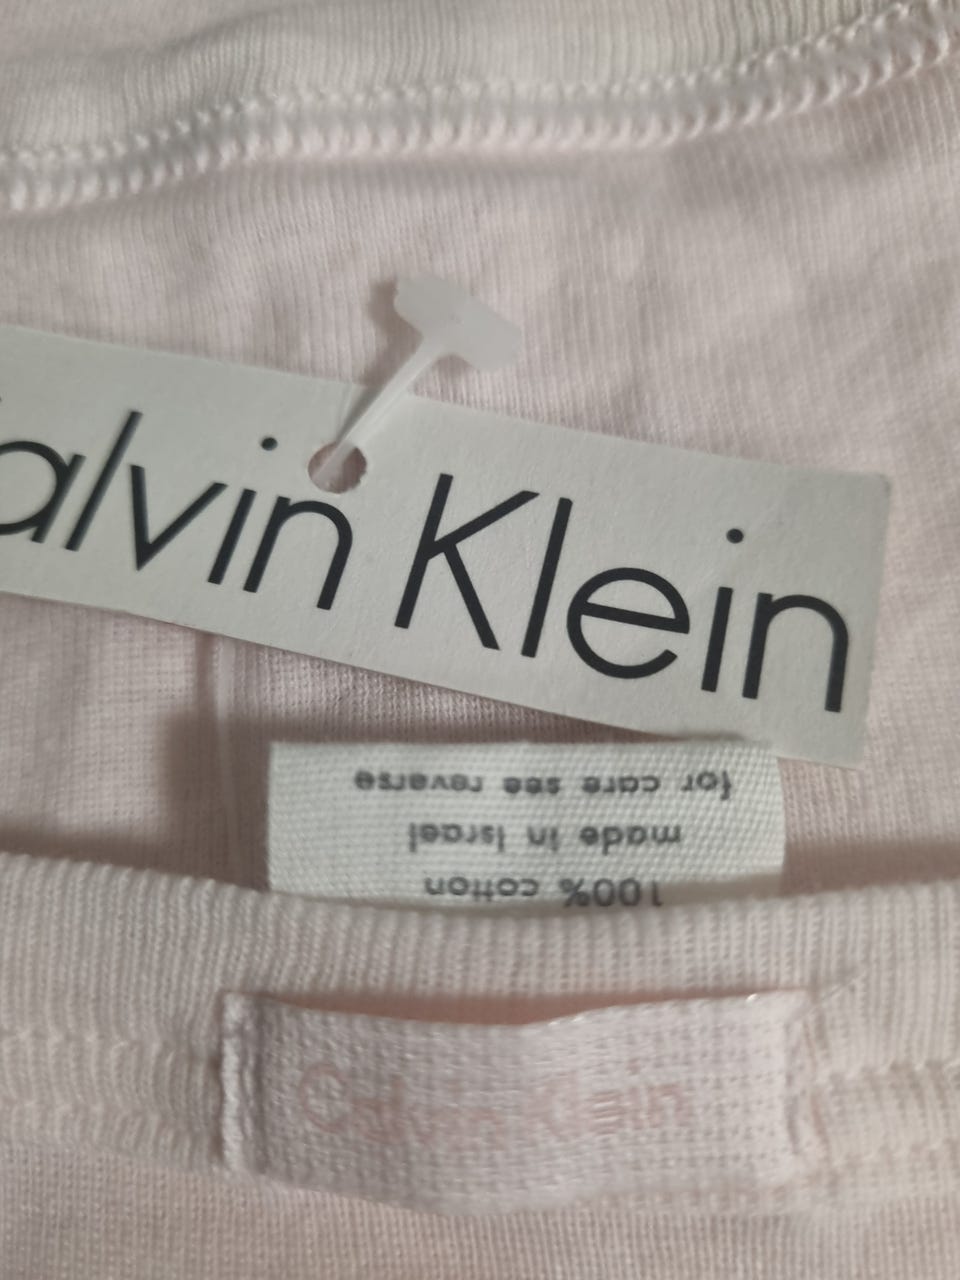 alvin Klein
for care see reverse
made in Israel
100% cotton
Calvin Klein